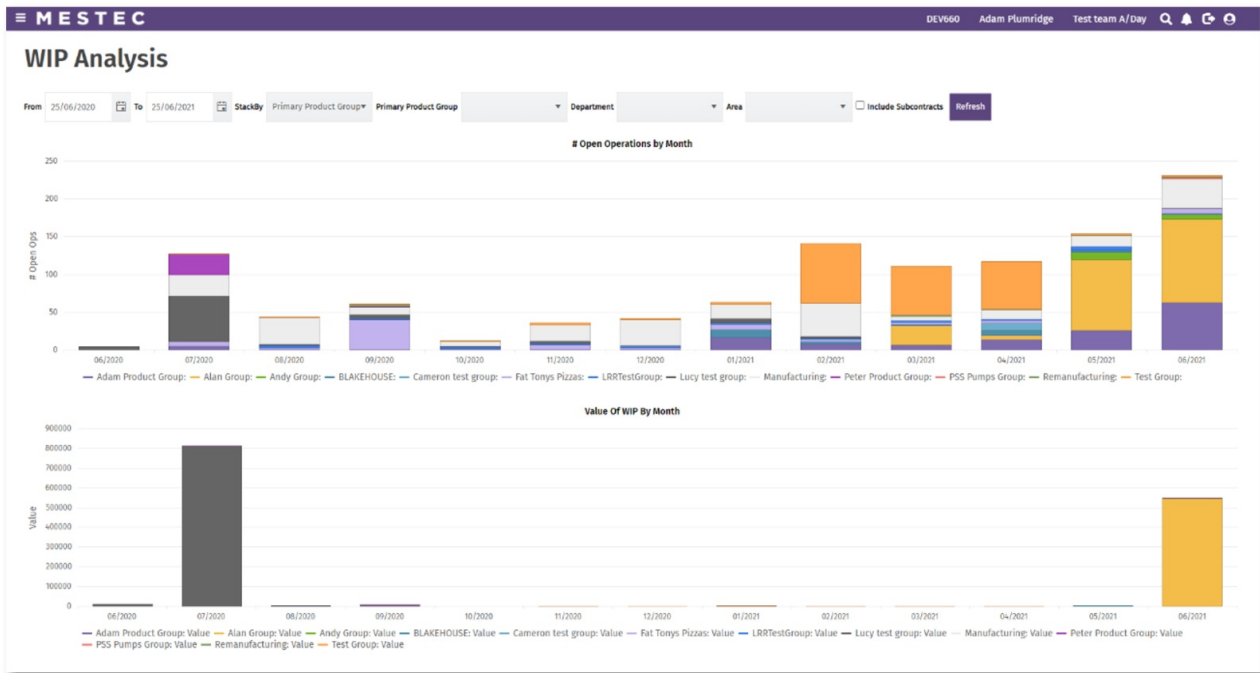 MESTEC
DEV660 Adam Plumridge Test team A/Day
WIP Analysis
From 25/06/2020 To 25/06/2021 StackBy Primary Product Group Primary Product Group Department Area Include Subcontracts Refresh
# Open Operations by Month
250
200
150
100
50
0
# Open Ops
06/2020 07/2020 08/2020 09/2020 10/2020 11/2020 12/2020 01/2021 02/2021 03/2021 04/2021 05/2021 06/2021
Adam Product Group: Alan Group: Andy Group: BLAKEHOUSE: Cameron test group: Fat Tonys Pizzas: LRRTestGroup: Lucy test group: Manufacturing: Peter Product Group: PSS Pumps Group: Remanufacturing: Test Group:
Value Of WIP By Month
900000
800000
700000
600000
500000
400000
300000
200000
100000
0
Value
06/2020 07/2020 08/2020 09/2020 10/2020 11/2020 12/2020 01/2021 02/2021 03/2021 04/2021 05/2021 06/2021
Adam Product Group: Value Alan Group: Value Andy Group: Value BLAKEHOUSE: Value Cameron test group: Value Fat Tonys Pizzas: Value LRRTestGroup: Value Lucy test group: Value Manufacturing: Value Peter Product Group: Value
PSS Pumps Group: Value Remanufacturing: Value Test Group: Value